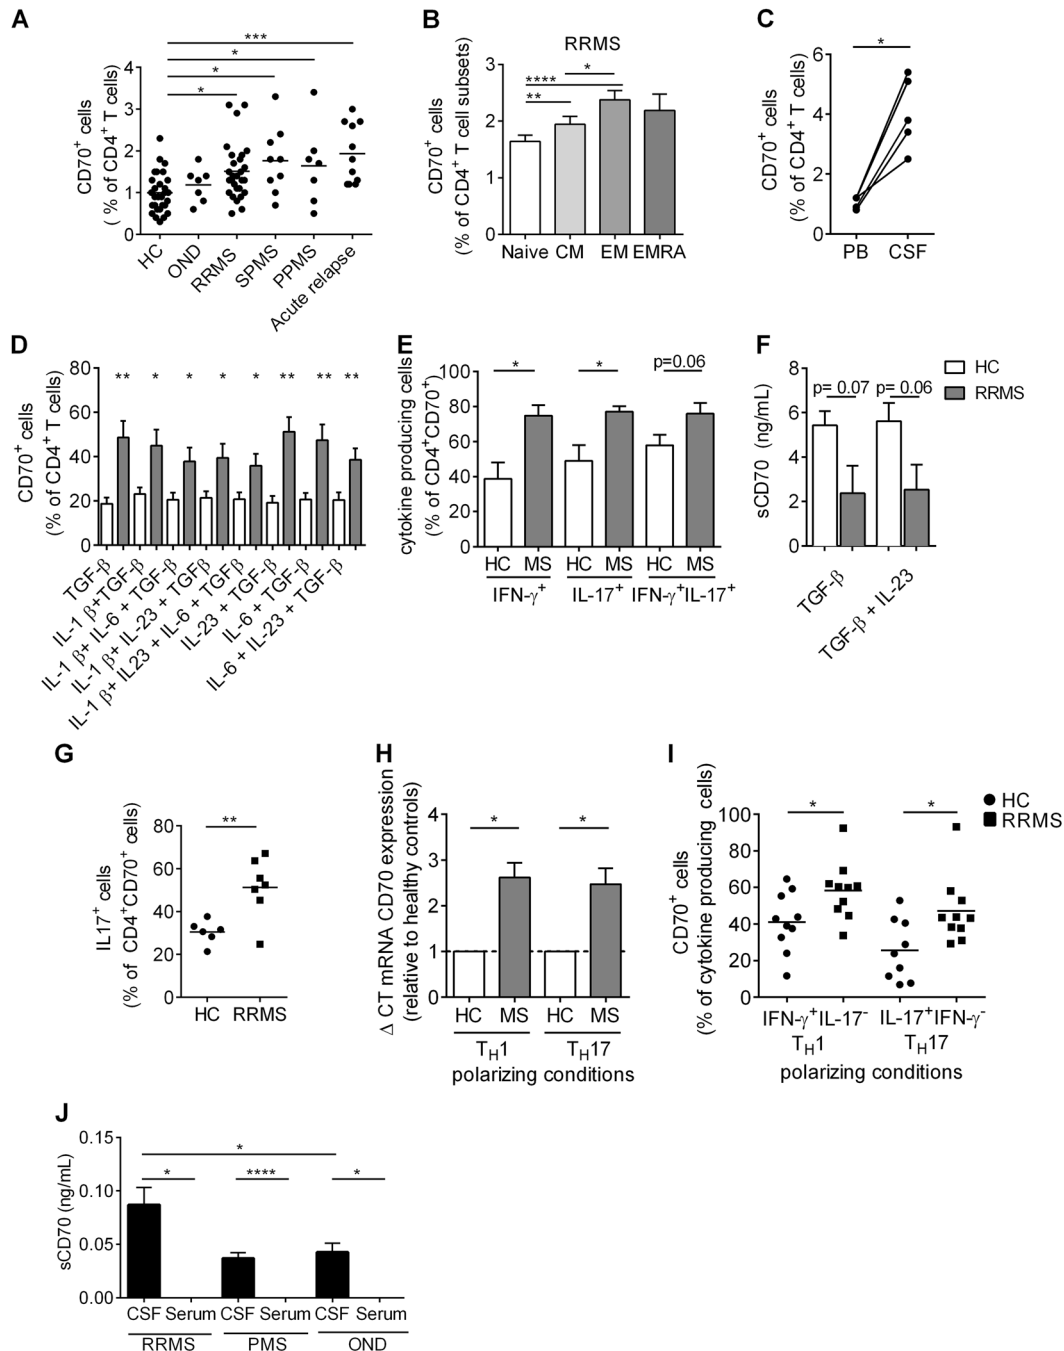 A
CD70+ cells
( % of CD4+ T cells)
4
3
2
1
0
***
*
*
*
HC
OND
RRMS
SPMS
PPMS
Acute relapse
B
RRMS
CD70+ cells
(% of CD4+ T cell subsets)
3
2
1
0
*
****
**
Naive CM EM EMRA
C
CD70+ cells
(% of CD4+ T cells)
6
4
2
0
*
PB CSF
D
CD70+ cells
(% of CD4+ T cells)
80
60
40
20
0
** * * * * ** ** **
TGF-β
IL-1 β+TGF-β
IL-1 β+ IL-6 + TGF-β
IL-1 β+ IL-23 + TGFβ
IL-1 β+ IL23 + IL-6 + TGFβ
IL-23 + TGF-β
IL-6 + TGF-β
IL-6 + IL-23 + TGF-β
E
cytokine producing cells
(% of CD4+CD70+)
100
80
60
40
20
0
* * p=0.06
HC MS HC MS HC MS
IFN-γ+ IL-17+ IFN-γ+IL-17+
F
HC
RRMS
sCD70 (ng/mL)
8
6
4
2
0
p= 0.07 p= 0.06
TGF-β
TGF-β + IL-23
G
IL17+ cells
(% of CD4+CD70+ cells)
80
60
40
20
0
**
HC RRMS
H
Δ CT mRNA CD70 expression
(relative to healthy controls)
4
3
2
1
0
* *
HC MS HC MS
TH1 TH17
polarizing conditions
I
HC
RRMS
CD70+ cells
(% of cytokine producing cells)
100
80
60
40
20
0
* *
IFN-γ+IL-17- IL-17+IFN-γ-
TH1 TH17
polarizing conditions
J
sCD70 (ng/mL)
0.15
0.10
0.05
0.00
*
* **** *
CSF Serum CSF Serum CSF Serum
RRMS PMS OND